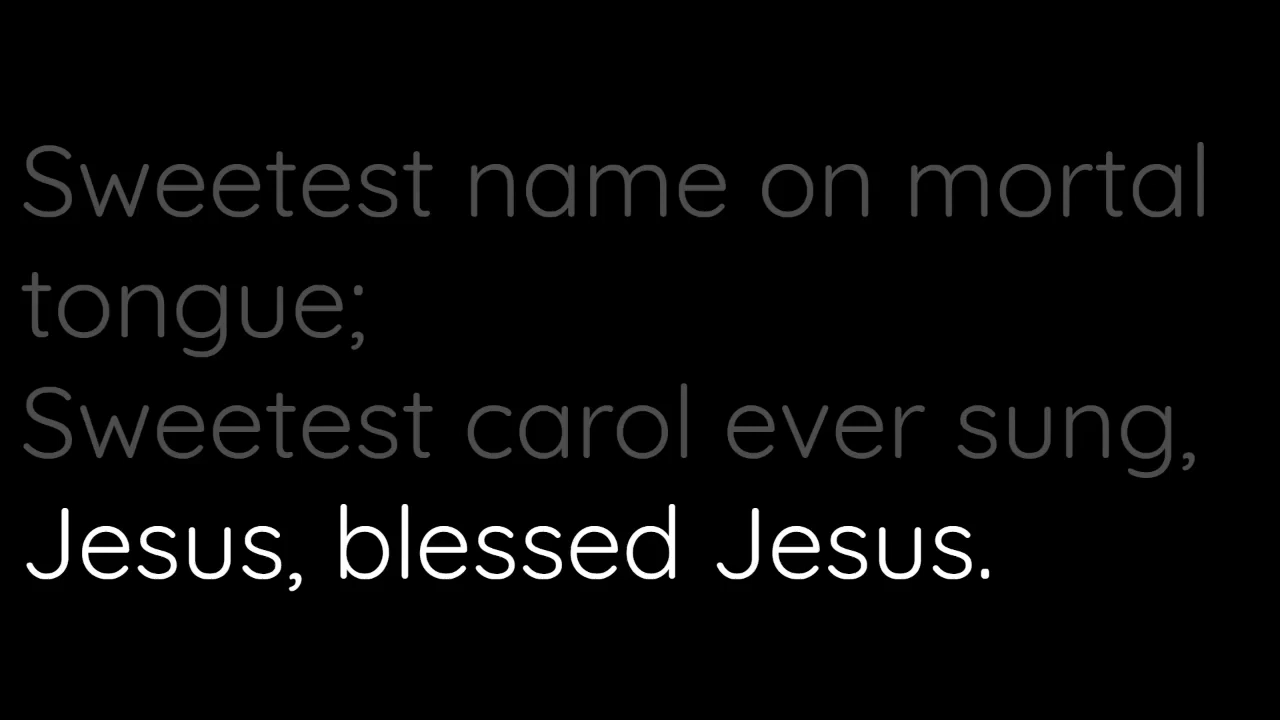 Sweetest name on mortal
tongue;
Sweetest carol ever sung,
Jesus, blessed Jesus.